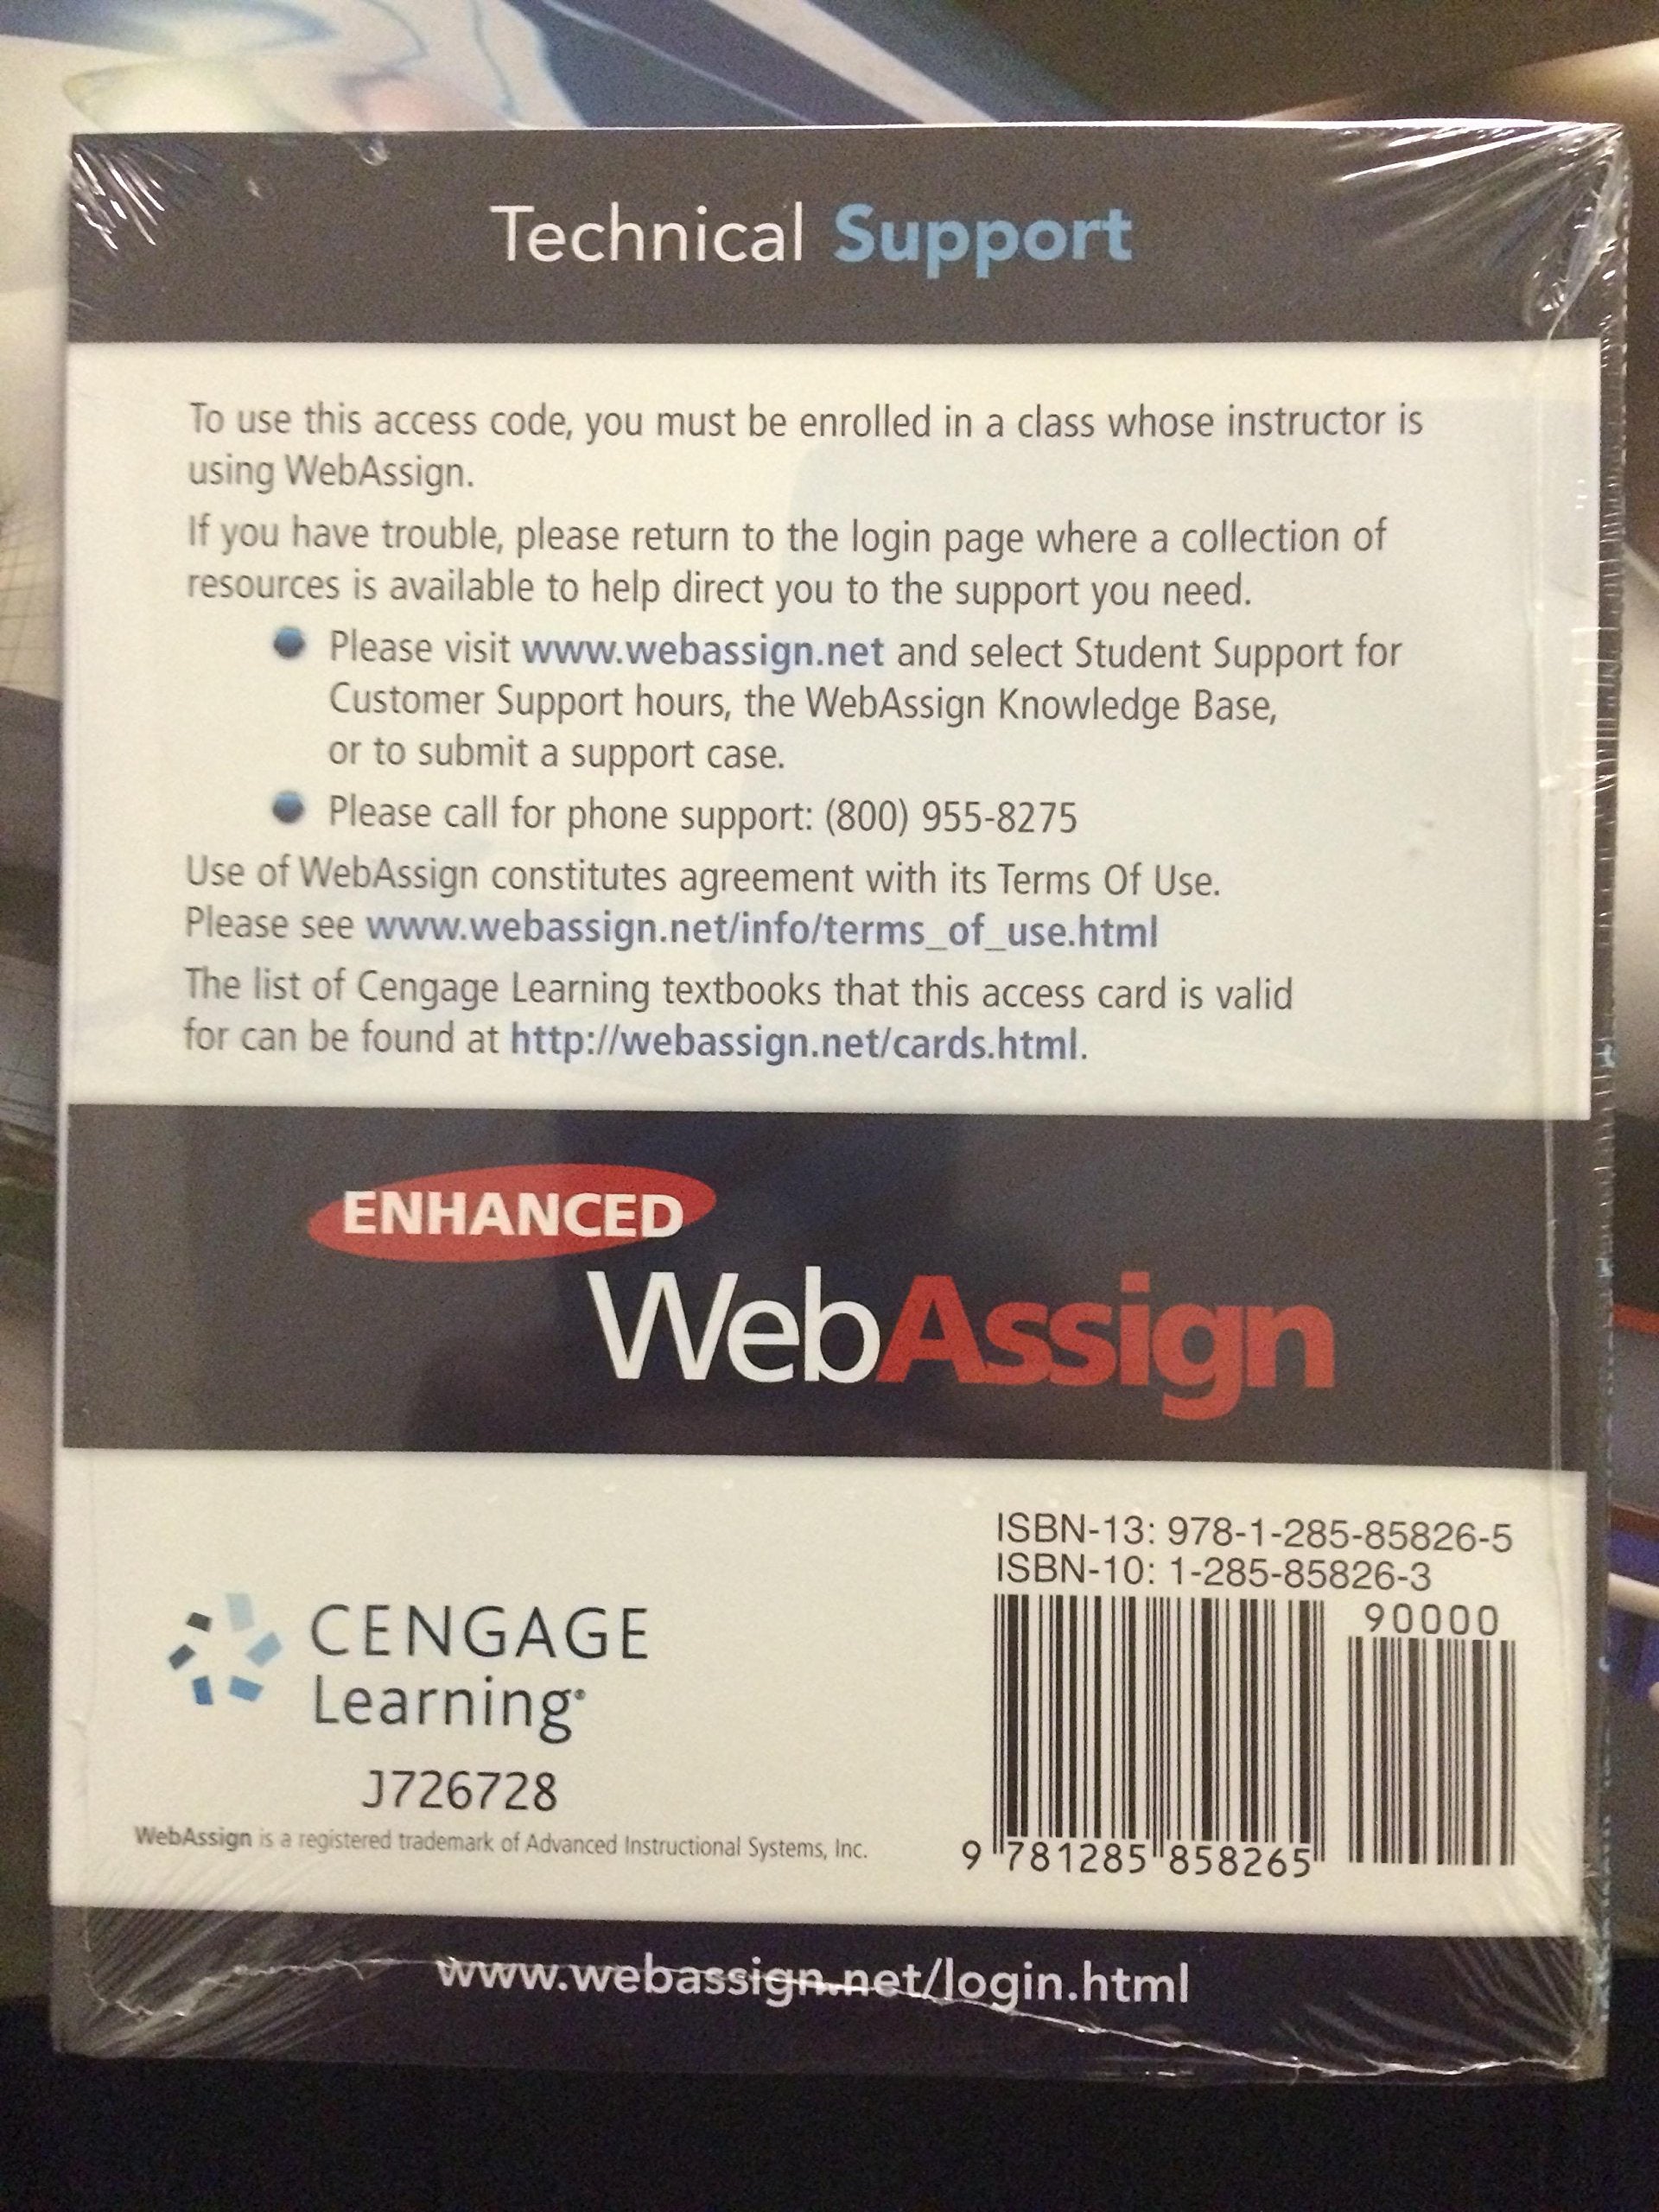 Technical Support
To use this access code, you must be enrolled in a class whose instructor is
using WebAssign.
If you have trouble, please return to the login page where a collection of
resources is available to help direct you to the support you need.
Please visit www.webassign.net and select Student Support for
Customer Support hours, the WebAssign Knowledge Base,
or to submit a support case.
Please call for phone support: (800) 955-8275
Use of WebAssign constitutes agreement with its Terms Of Use.
Please see www.webassign.net/info/terms_of_use.html
The list of Cengage Learning textbooks that this access card is valid
for can be found at http://webassign.net/cards.html.
ENHANCED
WebAssign
ISBN-13: 978-1-285-85826-5
ISBN-10: 1-285-85826-3
90000
9 781285 858265
CENGAGE
Learning®
J726728
WebAssign is a registered trademark of Advanced Instructional Systems, Inc.
www.webassign.net/login.html